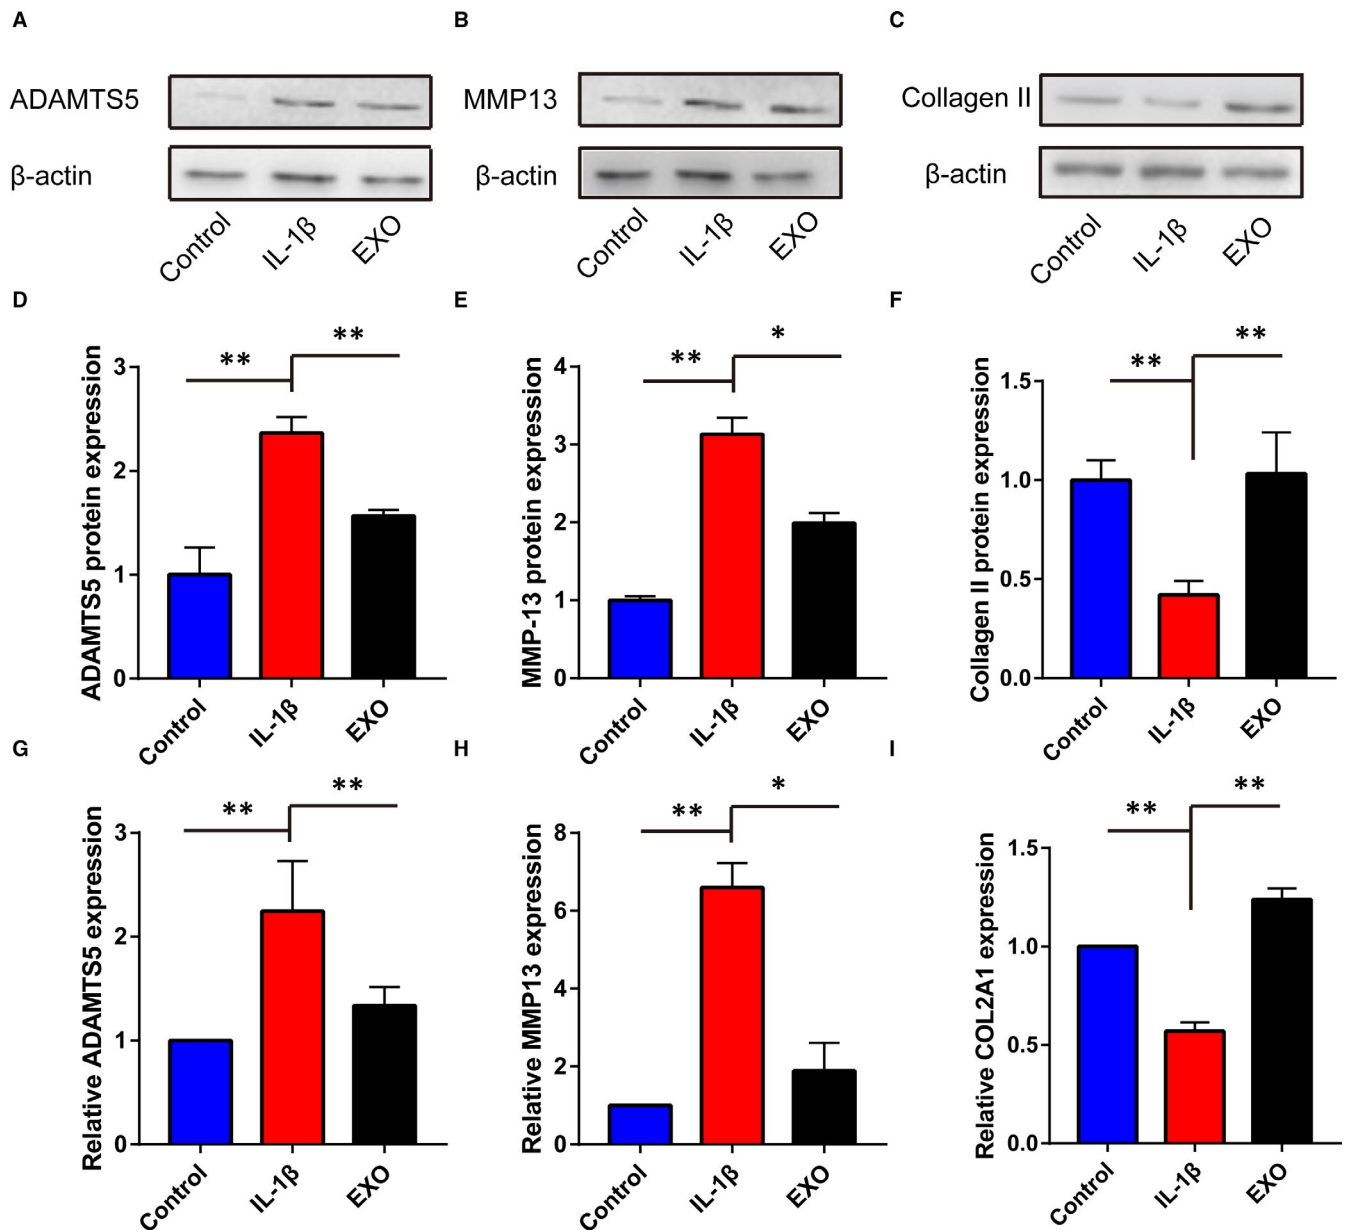 A
B
C
ADAMTS5
β-actin
Control
IL-1β
EXO
MMP13
β-actin
Control
IL-1β
EXO
Collagen II
β-actin
Control
IL-1β
EXO
D
ADAMTS5 protein expression
3
2
1
0
**
**
Control
IL-1β
EXO
E
MMP-13 protein expression
4
3
2
1
0
**
*
Control
IL-1β
EXO
F
Collagen II protein expression
1.5
1.0
0.5
0.0
**
**
Control
IL-1β
EXO
G
Relative ADAMTS5 expression
3
2
1
0
**
**
Control
IL-1β
EXO
H
Relative MMP13 expression
8
6
4
2
0
**
*
Control
IL-1β
EXO
I
Relative COL2A1 expression
1.5
1.0
0.5
0.0
**
**
Control
IL-1β
EXO